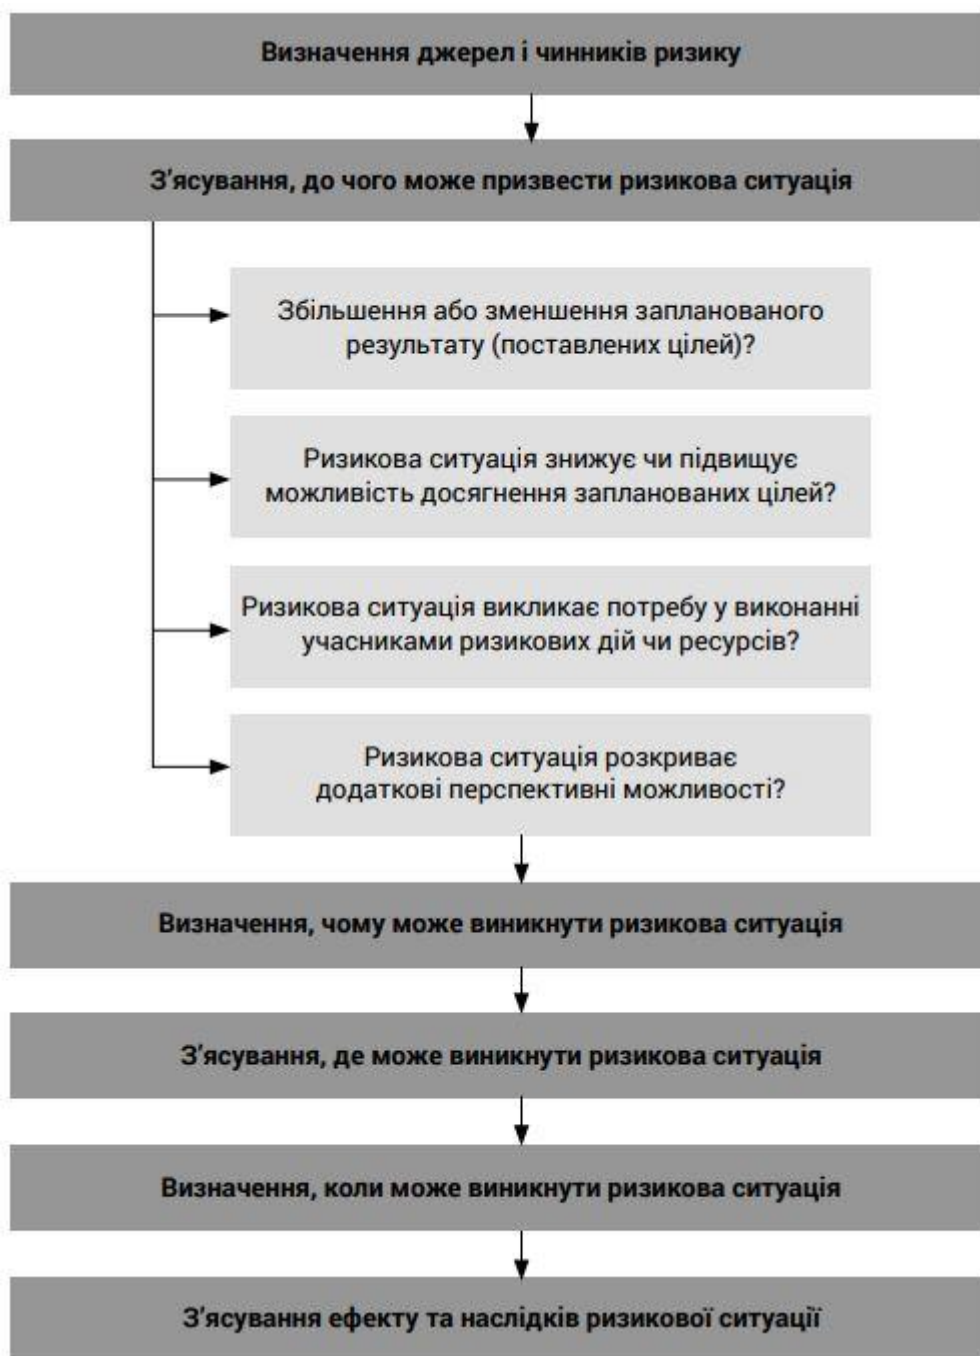 Визначення джерел і чинників ризику
З’ясування, до чого може призвести ризикова ситуація
Збільшення або зменшення запланованого
результату (поставлених цілей)?
Ризикова ситуація знижує чи підвищує
можливість досягнення запланованих цілей?
Ризикова ситуація викликає потребу у виконанні
учасниками ризикових дій чи ресурсів?
Ризикова ситуація розкриває
додаткові перспективні можливості?
Визначення, чому може виникнути ризикова ситуація
З’ясування, де може виникнути ризикова ситуація
Визначення, коли може виникнути ризикова ситуація
З’ясування ефекту та наслідків ризикової ситуації